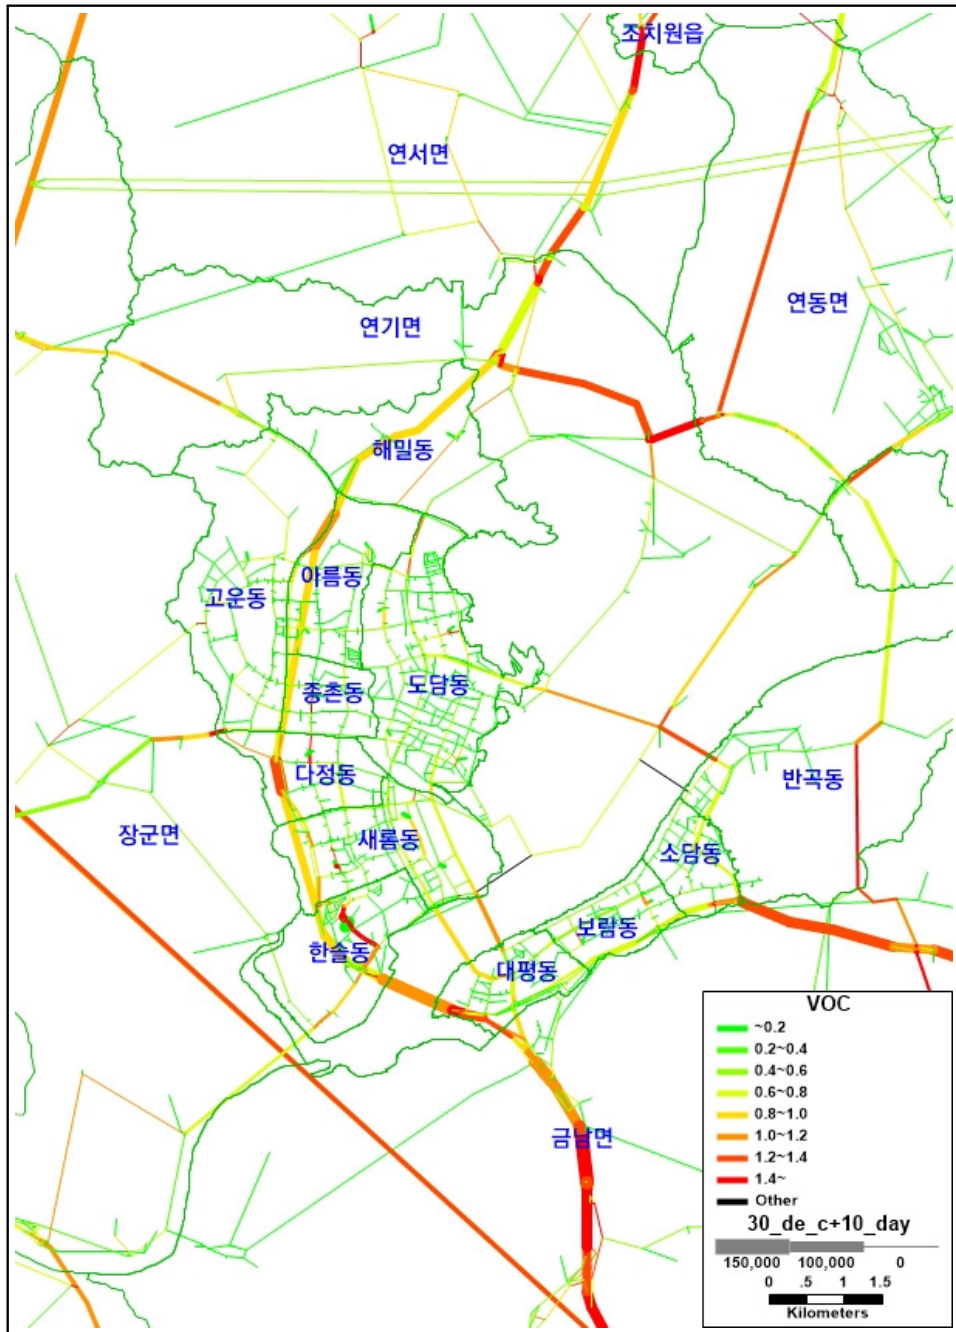 조치원읍
연서면
연동면
연기면
해밀동
아름동
고운동
종촌동
도담동
다정동
반곡동
장군면
새롬동
소담동
보람동
한솔동
대평동
금남면
VOC
~0.2
0.2~0.4
0.4~0.6
0.6~0.8
0.8~1.0
1.0~1.2
1.2~1.4
1.4~
Other
30_de_c+10_day
150,000 100,000 0
0 .5 1 1.5
Kilometers